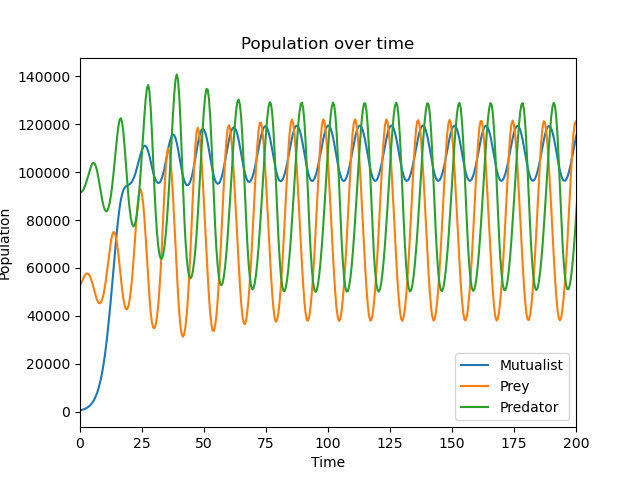 Population over time
140000
120000
100000
80000
60000
40000
20000
0
Population
0 25 50 75 100 125 150 175 200
Time
Mutualist
Prey
Predator